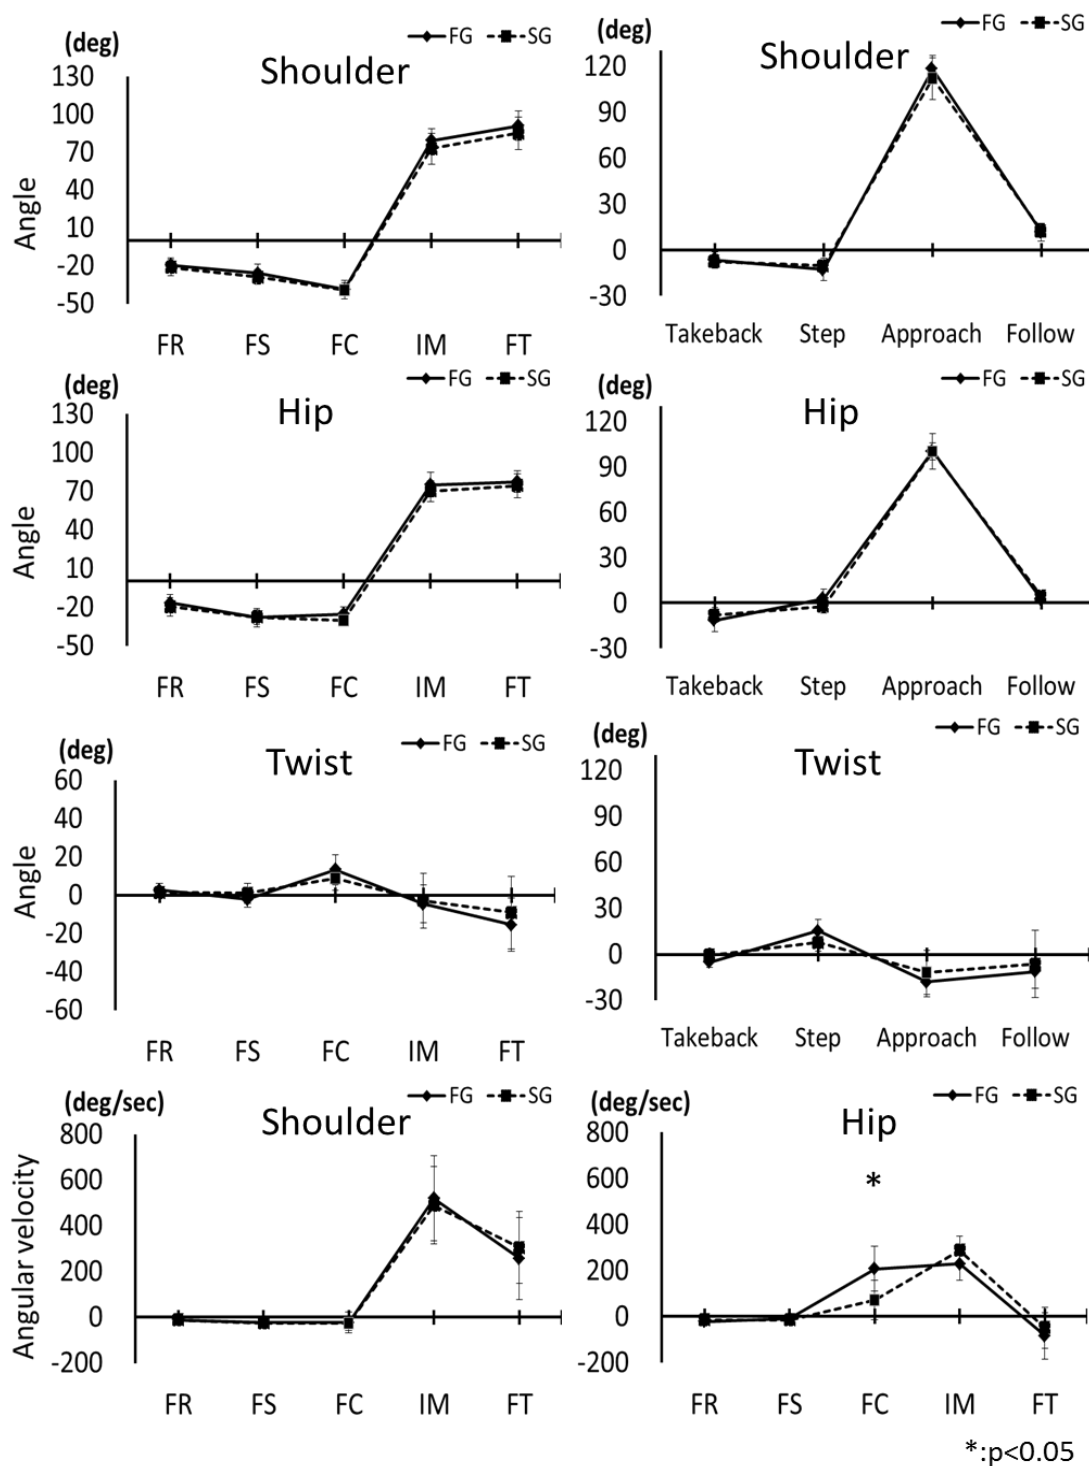 (deg)
FG SG
Shoulder
130
100
70
40
10
-20
-50
Angle
FR FS FC IM FT
(deg)
FG SG
Shoulder
120
90
60
30
0
-30
Takeback Step Approach Follow
(deg)
FG SG
Hip
130
100
70
40
10
-20
-50
Angle
FR FS FC IM FT
(deg)
FG SG
Hip
120
90
60
30
0
-30
Takeback Step Approach Follow
(deg)
FG SG
Twist
60
40
20
0
-20
-40
-60
Angle
FR FS FC IM FT
(deg)
FG SG
Twist
120
90
60
30
0
-30
Takeback Step Approach Follow
(deg/sec)
FG SG
Shoulder
800
600
400
200
0
-200
Angular velocity
FR FS FC IM FT
(deg/sec)
FG SG
Hip
800
600
400
200
0
-200
*
FR FS FC IM FT
*:p<0.05